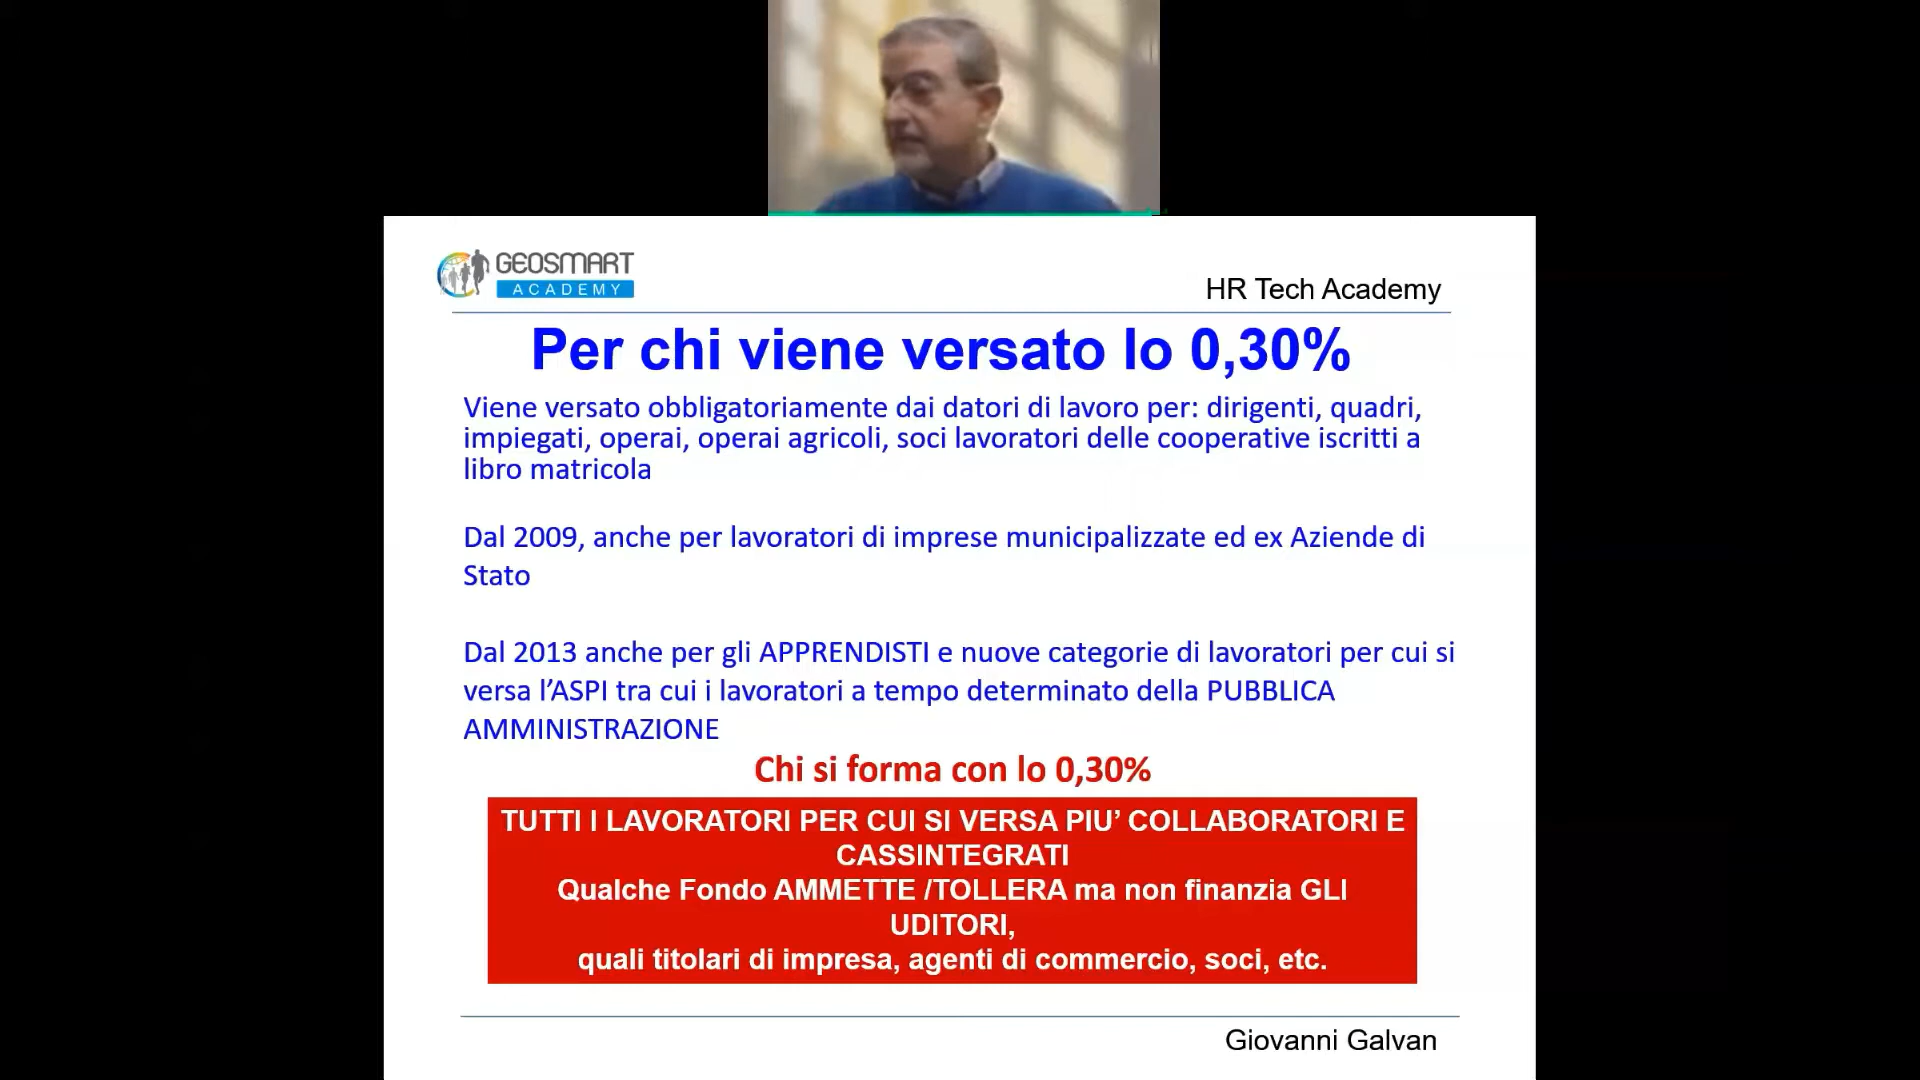 GEOSMART
ACADEMY
HR Tech Academy
Per chi viene versato lo 0,30%
Viene versato obbligatoriamente dai datori di lavoro per: dirigenti, quadri,
impiegati, operai, operai agricoli, soci lavoratori delle cooperative iscritti a
libro matricola
Dal 2009, anche per lavoratori di imprese municipalizzate ed ex Aziende di
Stato
Dal 2013 anche per gli APPRENDISTI e nuove categorie di lavoratori per cui si
versa l’ASPI tra cui i lavoratori a tempo determinato della PUBBLICA
AMMINISTRAZIONE
Chi si forma con lo 0,30%
TUTTI I LAVORATORI PER CUI SI VERSA PIU’ COLLABORATORI E
CASSINTEGRATI
Qualche Fondo AMMETTE /TOLLERA ma non finanzia GLI
UDITORI,
quali titolari di impresa, agenti di commercio, soci, etc.
Giovanni Galvan